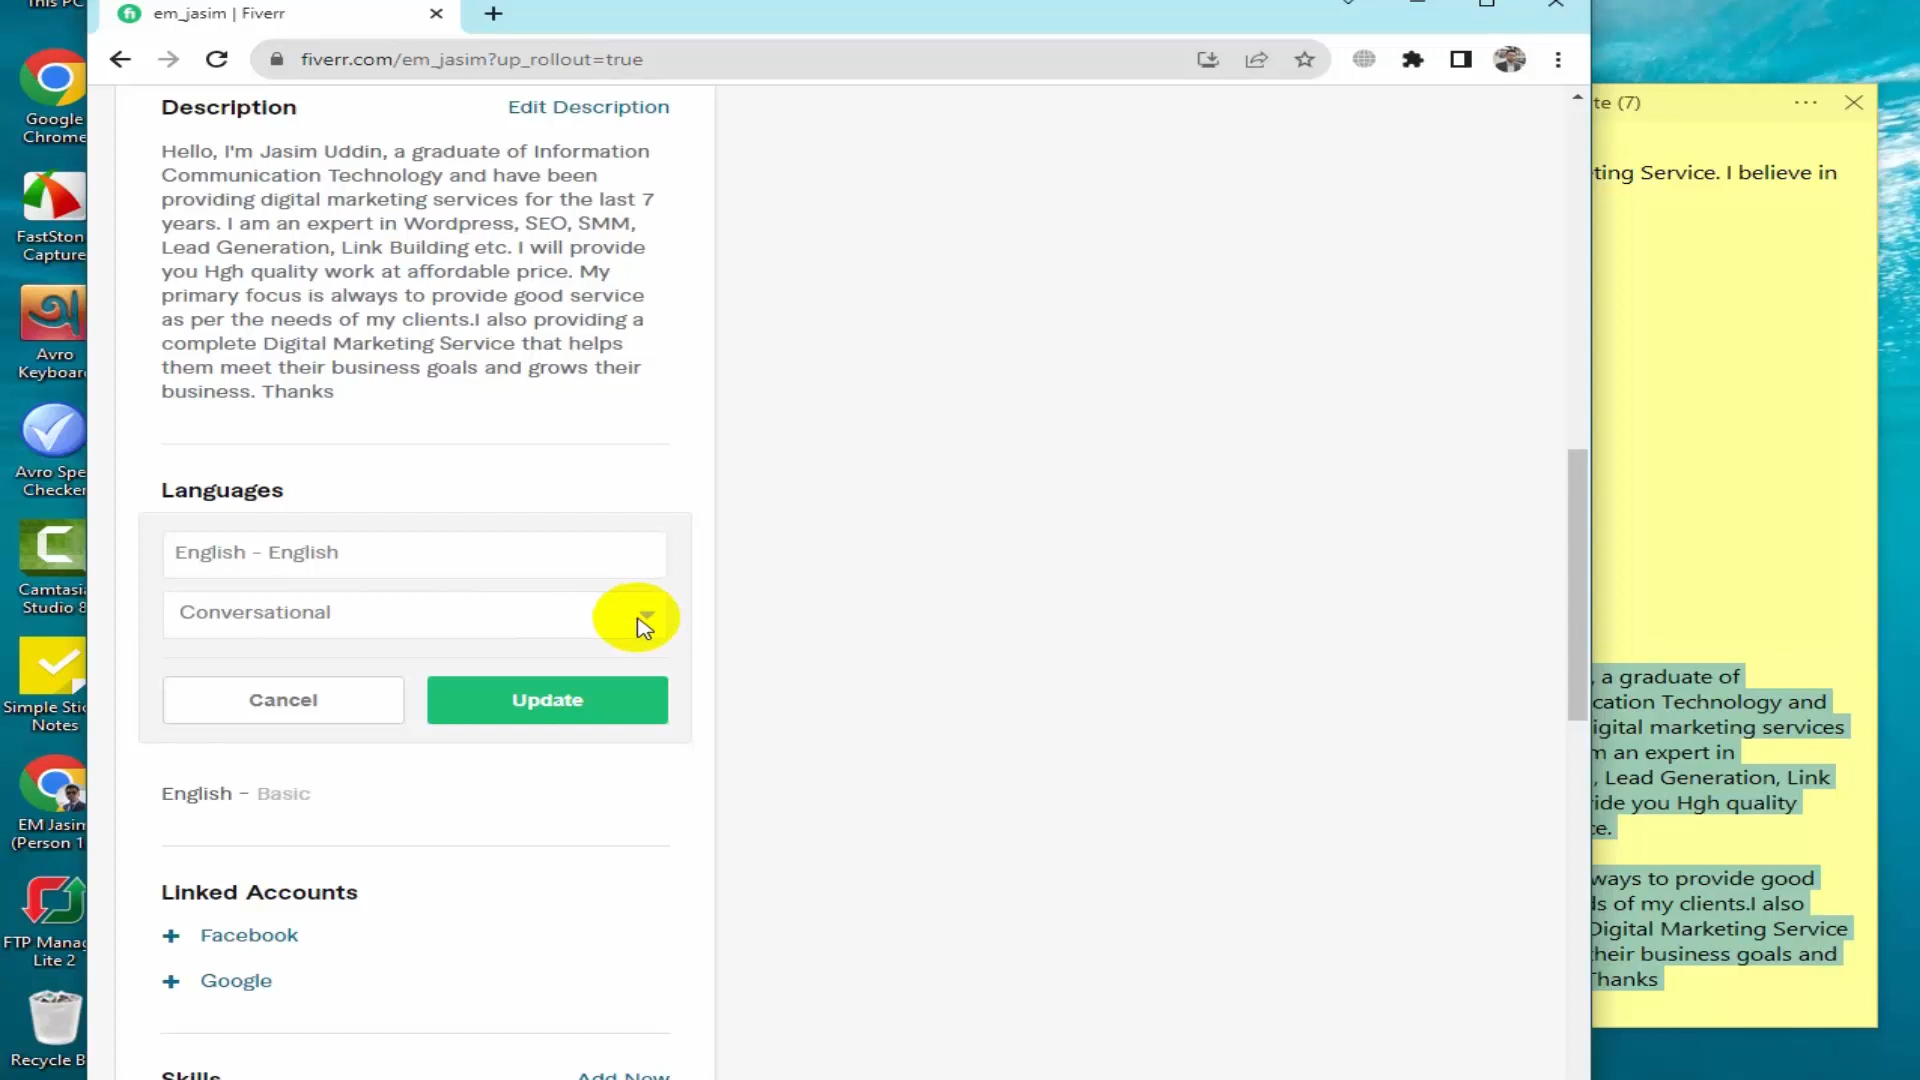 This PC
Google
Chrome
FastSton
Capture
Avro
Keyboar
Avro Spe
Checker
Camtasi
Studio 8
Simple Stic
Notes
EM Jasim
(Person 1
FTP Manag
Lite 2
Recycle B
em_jasim | Fiverr
fiverr.com/em_jasim?up_rollout=true
Description
Edit Description
Hello, I'm Jasim Uddin, a graduate of Information
Communication Technology and have been
providing digital marketing services for the last 7
years. I am an expert in Wordpress, SEO, SMM,
Lead Generation, Link Building etc. I will provide
you Hgh quality work at affordable price. My
primary focus is always to provide good service
as per the needs of my clients.I also providing a
complete Digital Marketing Service that helps
them meet their business goals and grows their
business. Thanks
Languages
English - English
Conversational
Cancel
Update
English - Basic
Linked Accounts
+ Facebook
+ Google
Skills
Add New
te (7)
ting Service. I believe in
, a graduate of
cation Technology and
igital marketing services
m an expert in
, Lead Generation, Link
ide you Hgh quality
ce.
ways to provide good
ds of my clients.I also
Digital Marketing Service
their business goals and
Thanks